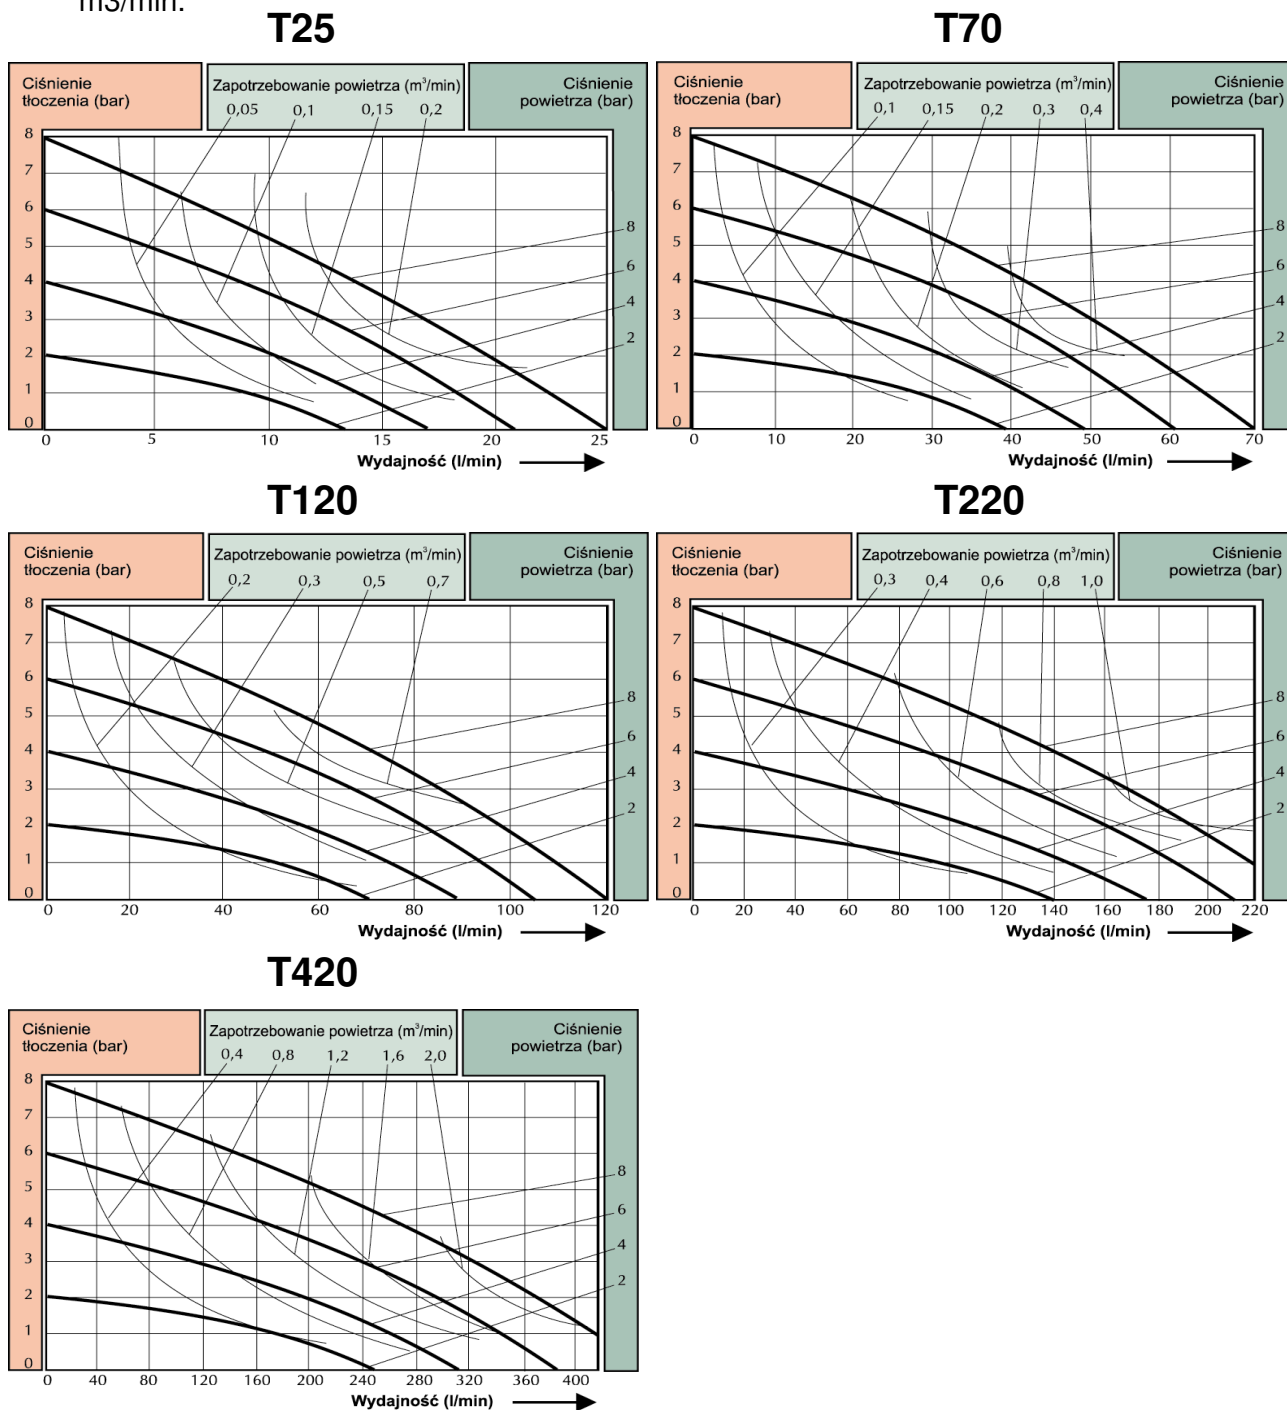 m3/min.
T25
Ciśnienie
tłoczenia (bar)
Zapotrzebowanie powietrza (m³/min)
0,05 0,1 0,15 0,2
Ciśnienie
powietrza (bar)
8
7
6
5
4
3
2
1
0
8
6
4
2
0 5 10 15 20 25
Wydajność (l/min)
T70
Ciśnienie
tłoczenia (bar)
Zapotrzebowanie powietrza (m³/min)
0,1 0,15 0,2 0,3 0,4
Ciśnienie
powietrza (bar)
8
7
6
5
4
3
2
1
0
8
6
4
2
0 10 20 30 40 50 60 70
Wydajność (l/min)
T120
Ciśnienie
tłoczenia (bar)
Zapotrzebowanie powietrza (m³/min)
0,2 0,3 0,5 0,7
Ciśnienie
powietrza (bar)
8
7
6
5
4
3
2
1
0
8
6
4
2
0 20 40 60 80 100 120
Wydajność (l/min)
T220
Ciśnienie
tłoczenia (bar)
Zapotrzebowanie powietrza (m³/min)
0,3 0,4 0,6 0,8 1,0
Ciśnienie
powietrza (bar)
8
7
6
5
4
3
2
1
0
8
6
4
2
0 20 40 60 80 100 120 140 160 180 200 220
Wydajność (l/min)
T420
Ciśnienie
tłoczenia (bar)
Zapotrzebowanie powietrza (m³/min)
0,4 0,8 1,2 1,6 2,0
Ciśnienie
powietrza (bar)
8
7
6
5
4
3
2
1
0
8
6
4
2
0 40 80 120 160 200 240 280 320 360 400
Wydajność (l/min)